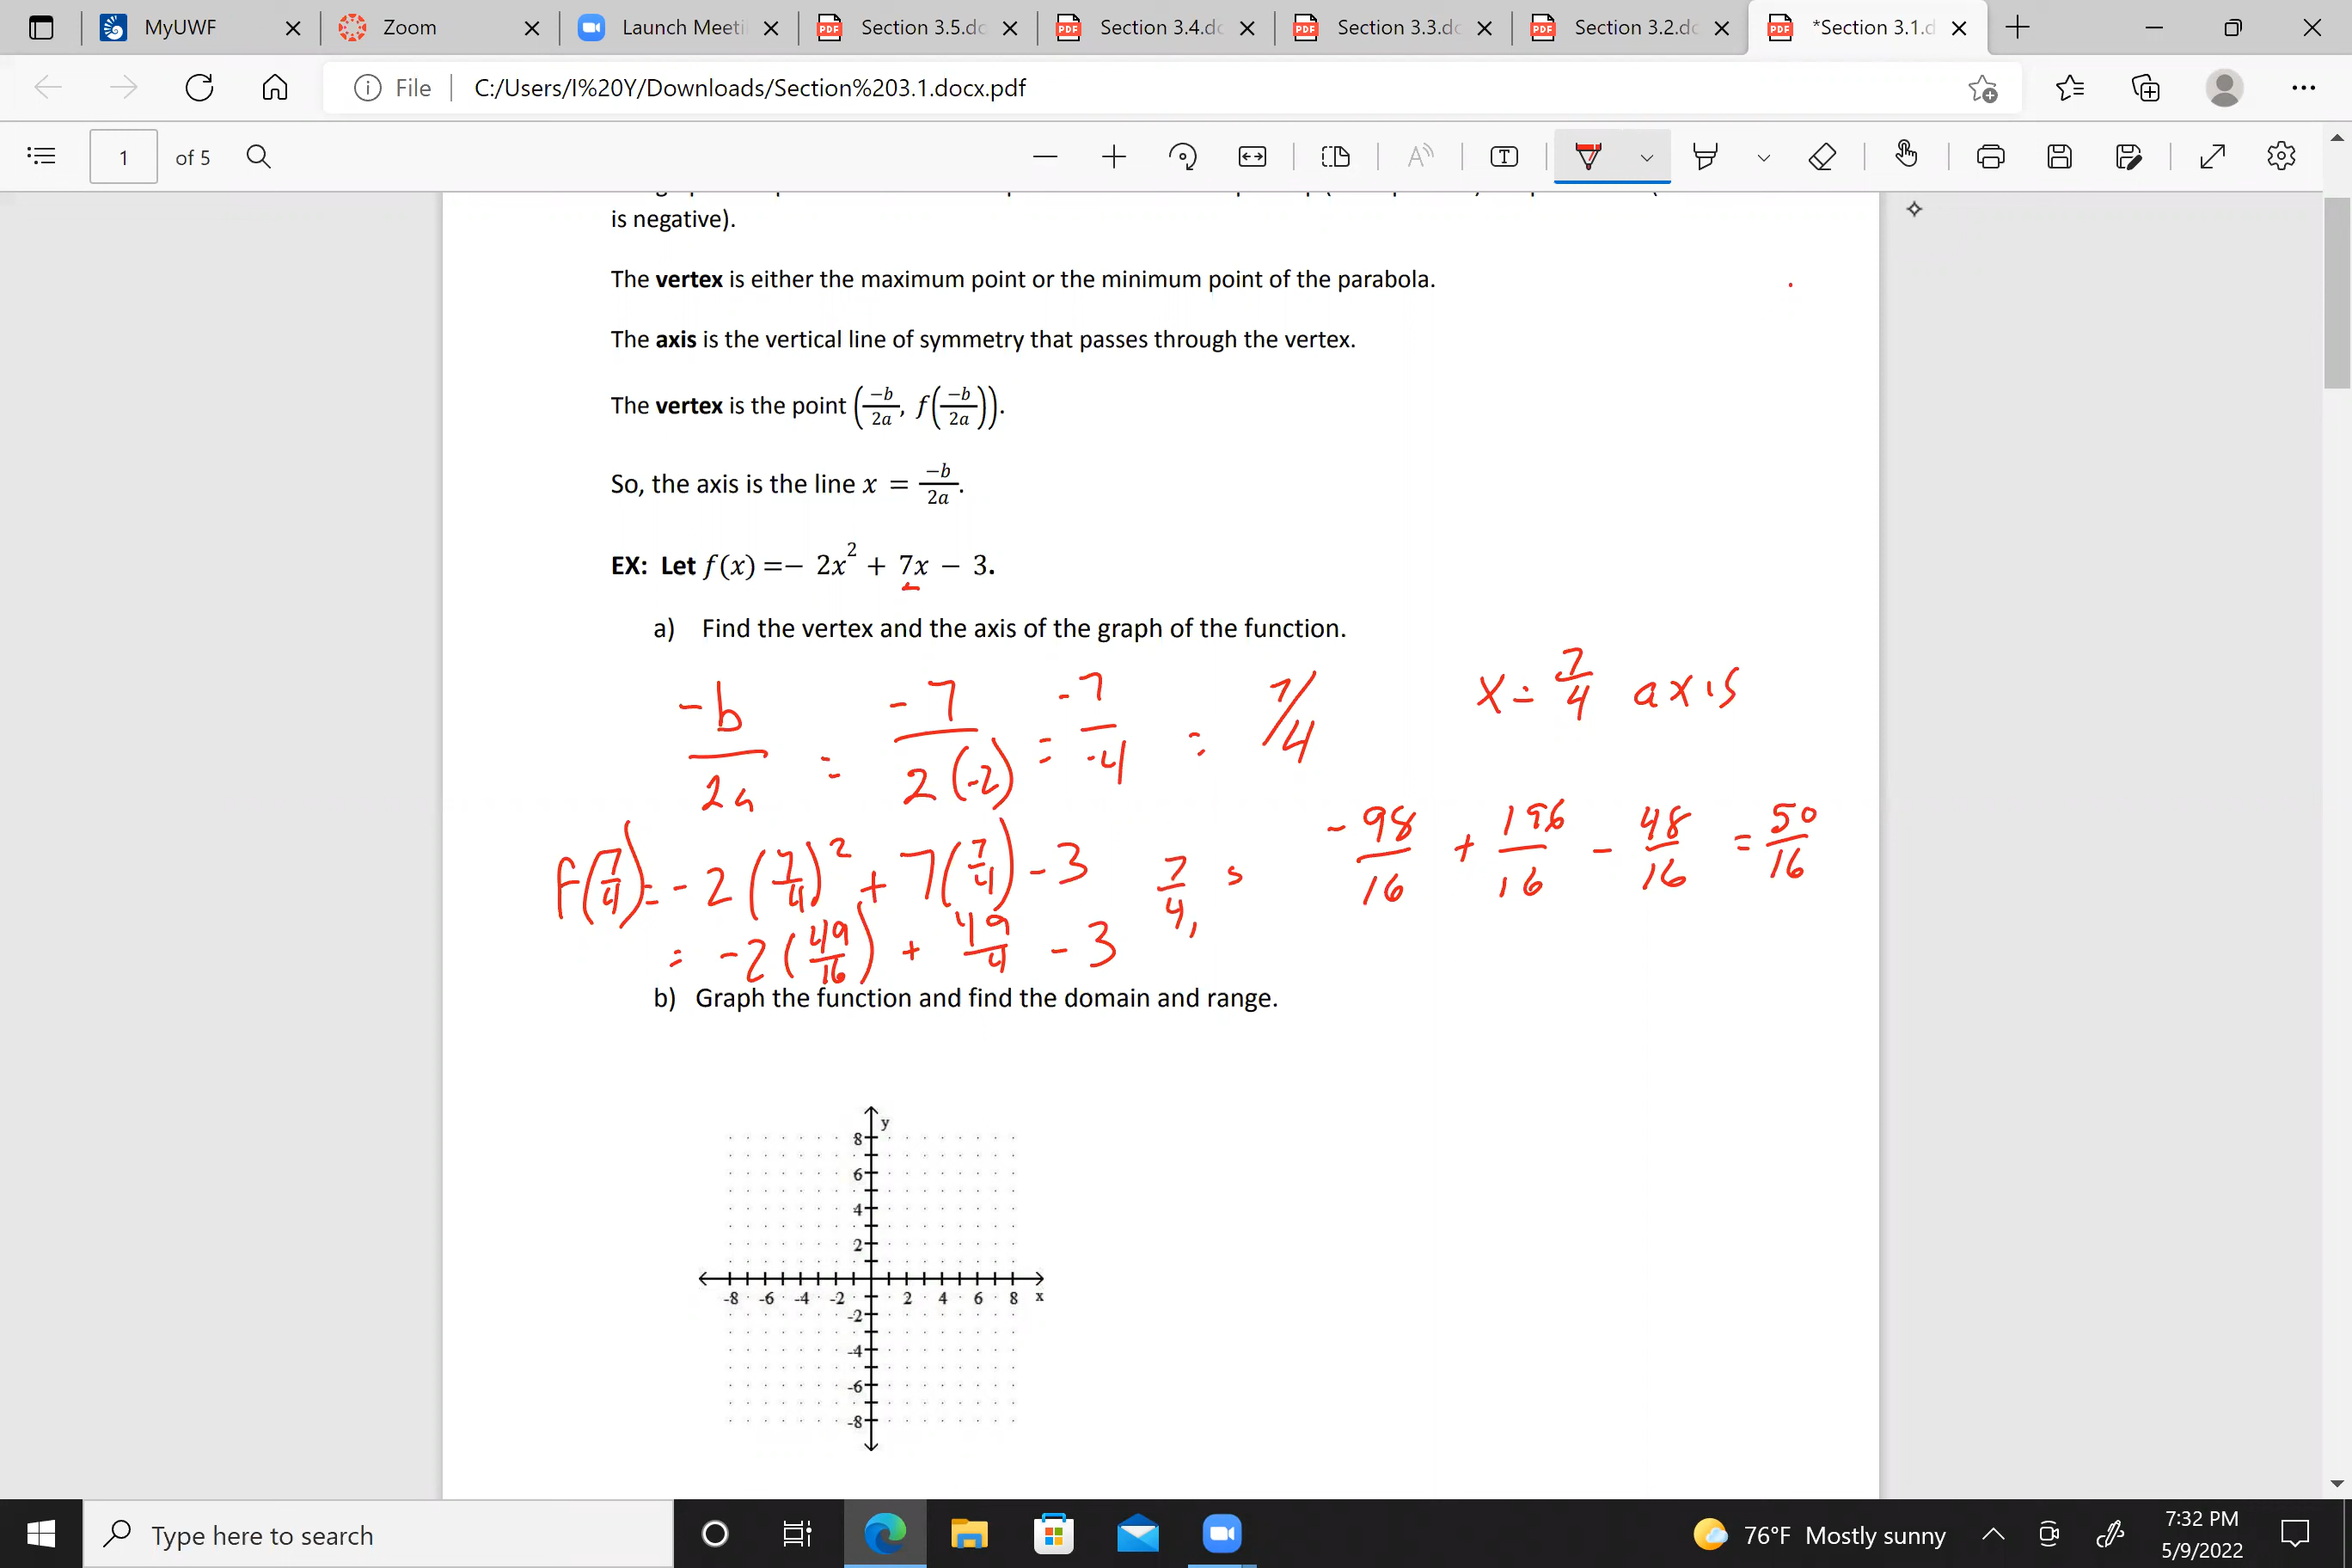 MyUWF Zoom Launch Meeti Section 3.5.do Section 3.4.dc Section 3.3.dc Section 3.2.dc *Section 3.1.d
File C:/Users/I%20Y/Downloads/Section%203.1.docx.pdf
1 of 5
is negative).
The vertex is either the maximum point or the minimum point of the parabola.
The axis is the vertical line of symmetry that passes through the vertex.
The vertex is the point (−b/2a, f(−b/2a)).
So, the axis is the line x = −b/2a.
EX: Let f(x) =− 2x² + 7x − 3.
a) Find the vertex and the axis of the graph of the function.
-b/2a = -7/2(-2) = -7/-4 = 7/4 x = 7/4 axis
f(7/4) = -2(7/4)² + 7(7/4) - 3 7/4, -98/16 + 196/16 - 48/16 = 50/16
= -2(49/16) + 49/4 - 3
b) Graph the function and find the domain and range.
y
8
6
4
2
-8 -6 -4 -2 2 4 6 8 x
-2
-4
-6
-8
Type here to search 76°F Mostly sunny 7:32 PM
5/9/2022